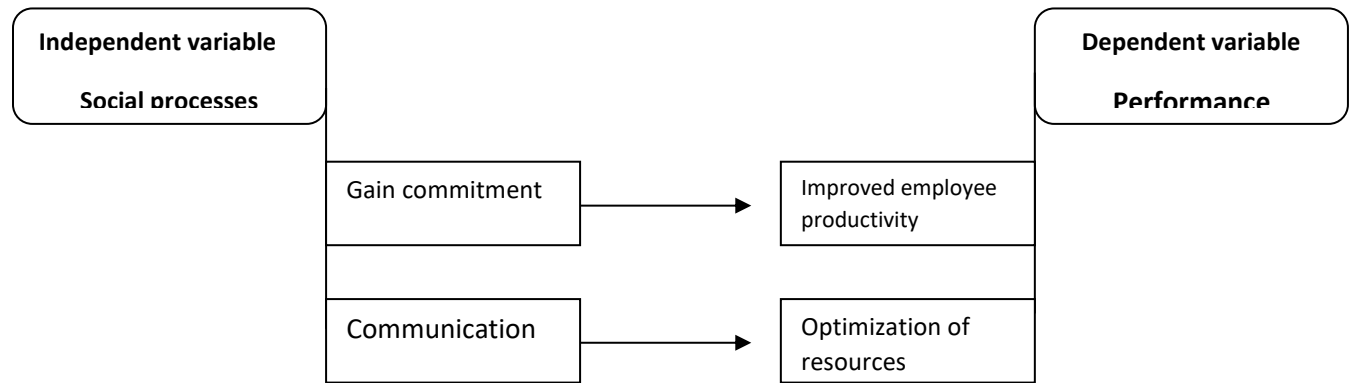 Independent variable
Social processes
Dependent variable
Performance
Gain commitment
Improved employee
productivity
Communication
Optimization of
resources